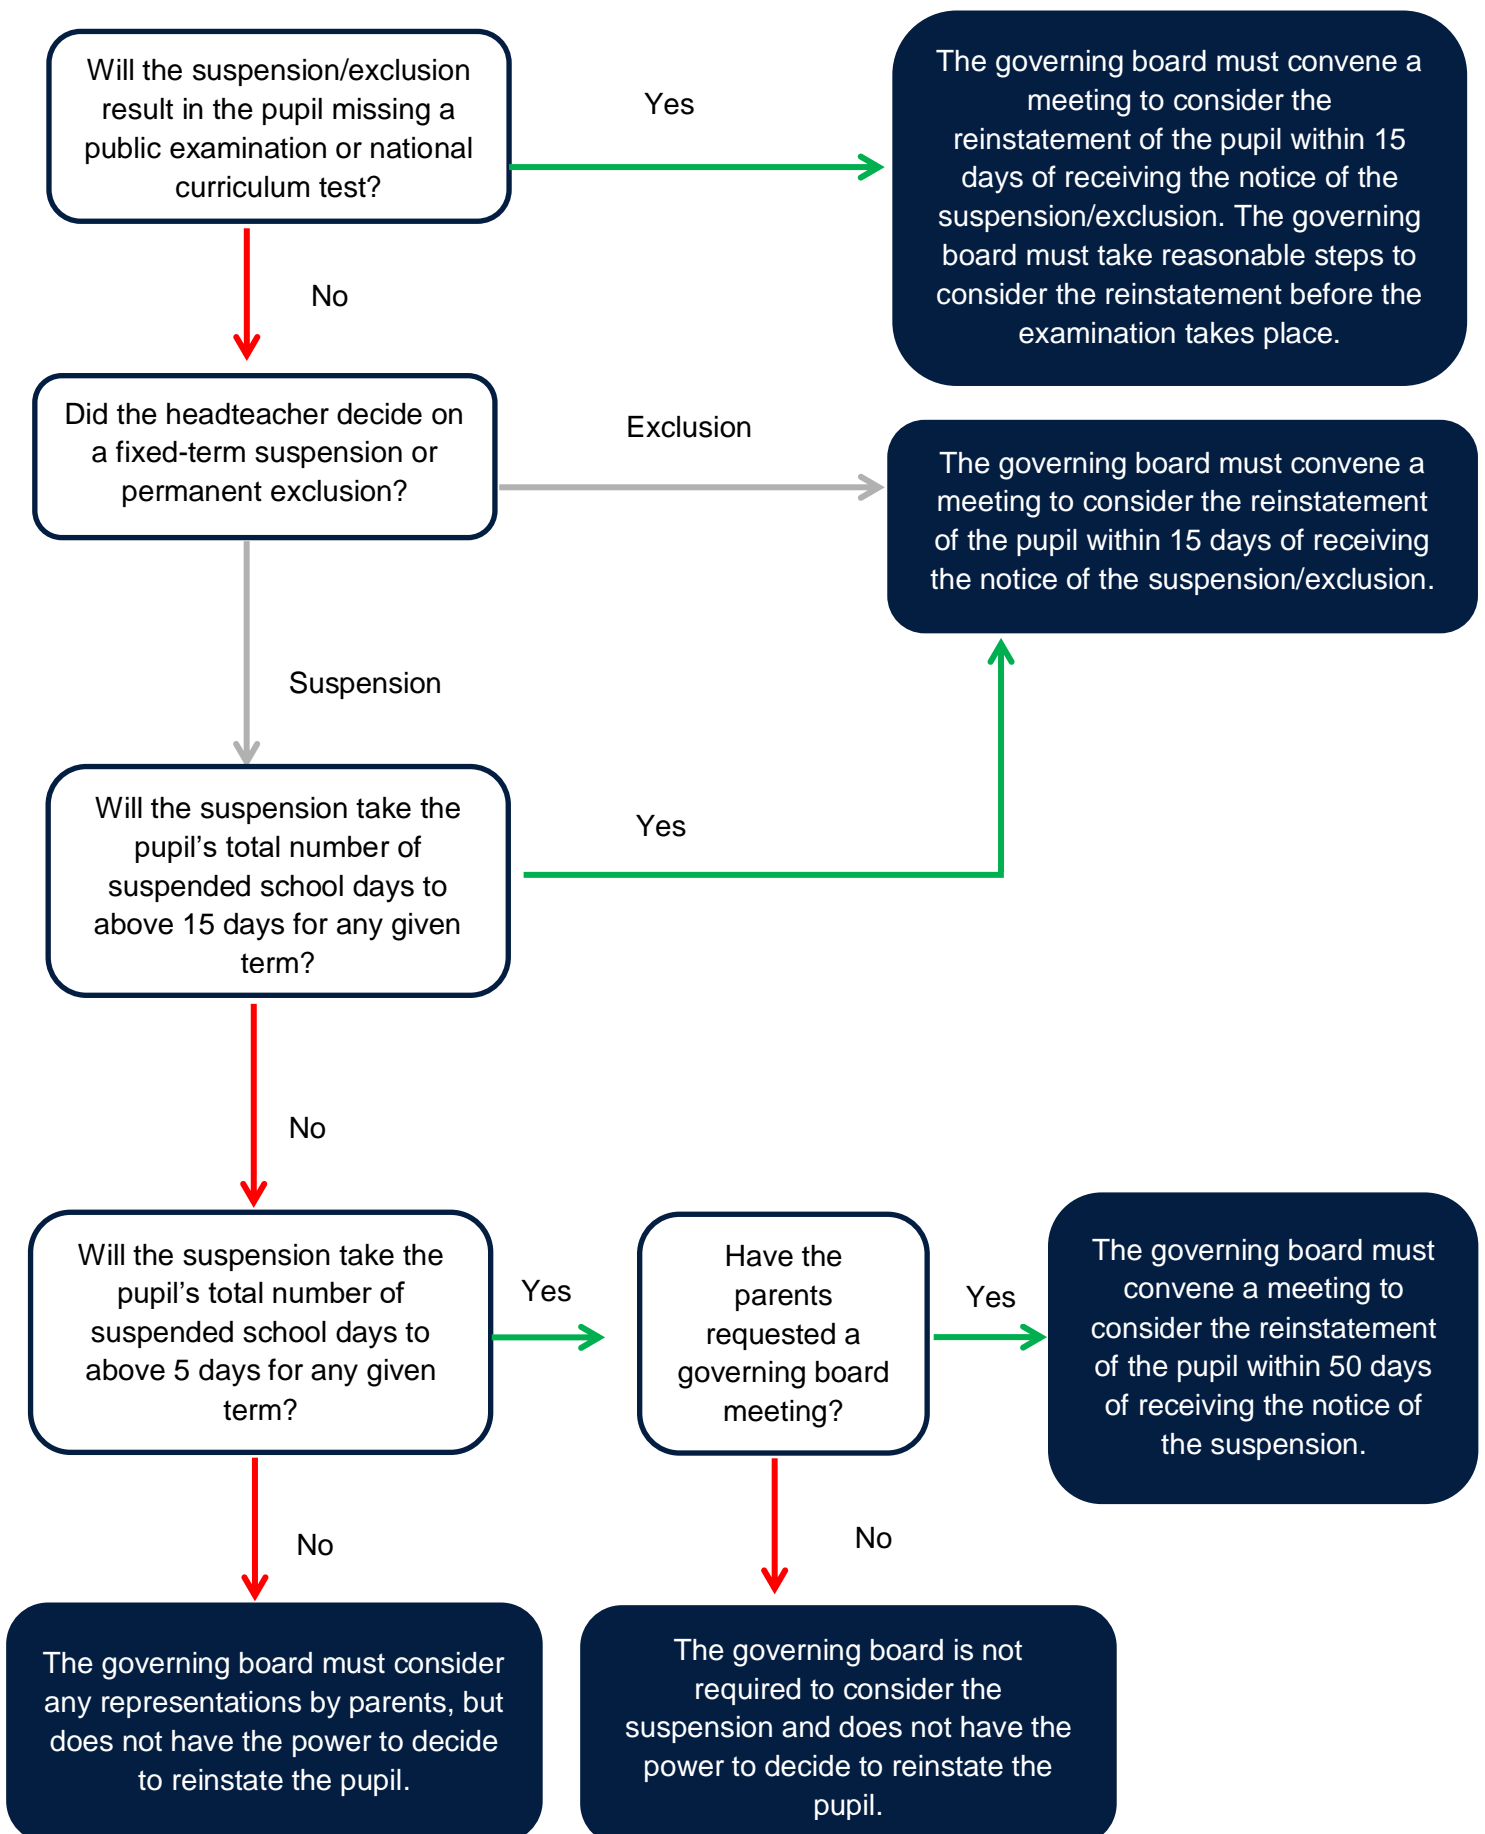 Will the suspension/exclusion
result in the pupil missing a
public examination or national
curriculum test?
Yes
The governing board must convene a
meeting to consider the
reinstatement of the pupil within 15
days of receiving the notice of the
suspension/exclusion. The governing
board must take reasonable steps to
consider the reinstatement before the
examination takes place.
No
Did the headteacher decide on
a fixed-term suspension or
permanent exclusion?
Exclusion
The governing board must convene a
meeting to consider the reinstatement
of the pupil within 15 days of receiving
the notice of the suspension/exclusion.
Suspension
Will the suspension take the
pupil’s total number of
suspended school days to
above 15 days for any given
term?
Yes
No
Will the suspension take the
pupil’s total number of
suspended school days to
above 5 days for any given
term?
Yes
Have the
parents
requested a
governing board
meeting?
Yes
The governing board must
convene a meeting to
consider the reinstatement
of the pupil within 50 days
of receiving the notice of
the suspension.
No
No
The governing board must consider
any representations by parents, but
does not have the power to decide
to reinstate the pupil.
The governing board is not
required to consider the
suspension and does not have the
power to decide to reinstate the
pupil.